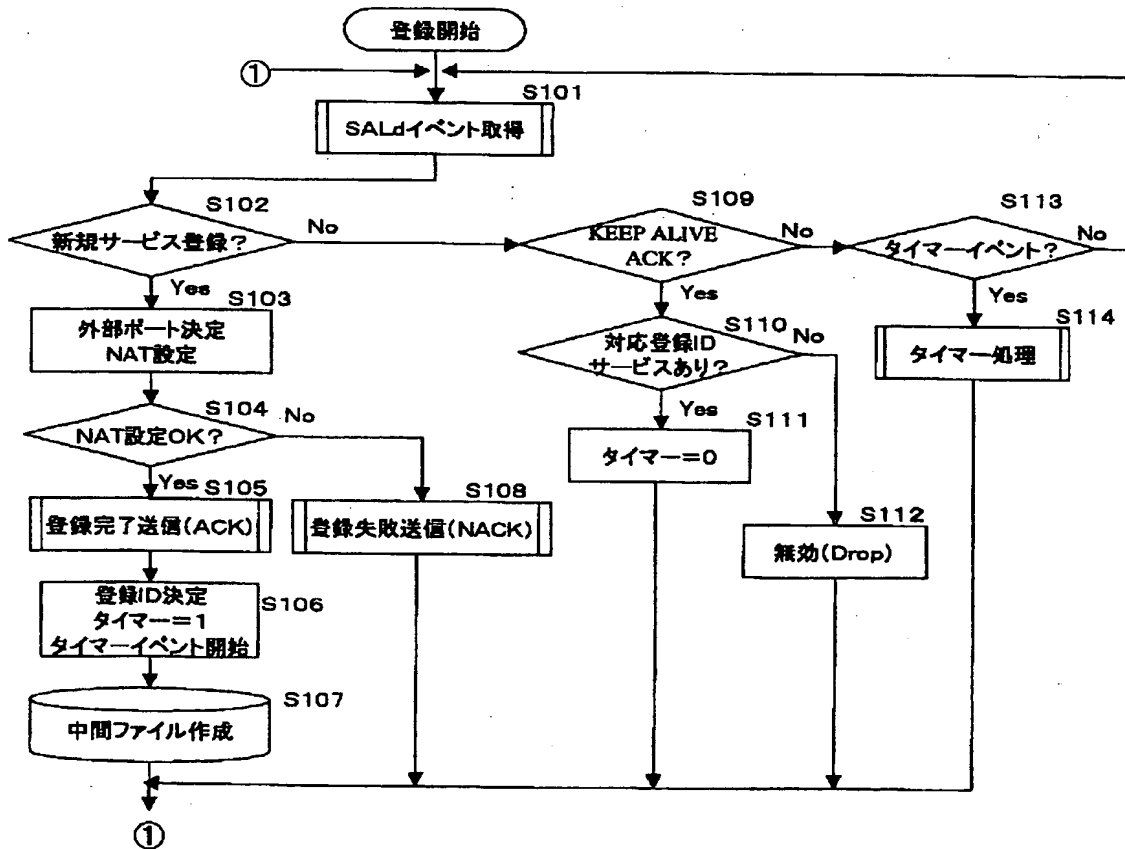 登録開始
①
S101
SALdイベント取得
S102
新規サービス登録？
No
Yes
S109
KEEP ALIVE
ACK？
No
Yes
S113
タイマーイベント？
No
Yes
S103
外部ポート決定
NAT設定
S110
対応登録ID
サービスあり？
No
Yes
S114
タイマー処理
S104
NAT設定OK？
No
Yes
S111
タイマー＝0
S105
登録完了送信(ACK)
S108
登録失敗送信(NACK)
S112
無効(Drop)
登録ID決定
タイマー＝1
タイマーイベント開始
S106
S107
中間ファイル作成
①